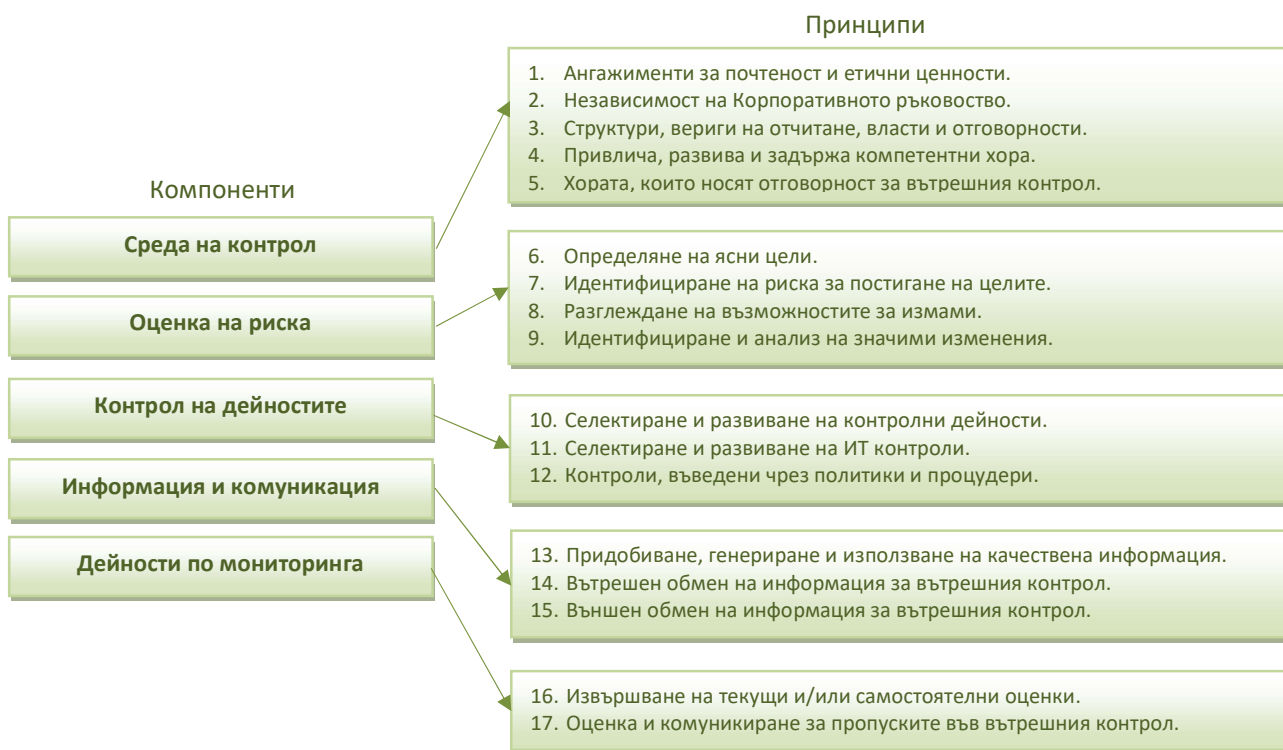 Принципи
1. Ангажименти за почтеност и етични ценности.
2. Независимост на Корпоративното ръковоство.
3. Структури, вериги на отчитане, власти и отговорности.
4. Привлича, развива и задържа компетентни хора.
5. Хората, които носят отговорност за вътрешния контрол.
Компоненти
Среда на контрол
Оценка на риска
Контрол на дейностите
Информация и комуникация
Дейности по мониторинга
6. Определяне на ясни цели.
7. Идентифициране на риска за постигане на целите.
8. Разглеждане на възможностите за измами.
9. Идентифициране и анализ на значими изменения.
10. Селектиране и развиване на контролни дейности.
11. Селектиране и развиване на ИТ контроли.
12. Контроли, въведени чрез политики и процудери.
13. Придобиване, генериране и използване на качествена информация.
14. Вътрешен обмен на информация за вътрешния контрол.
15. Външен обмен на информация за вътрешния контрол.
16. Извършване на текущи и/или самостоятелни оценки.
17. Оценка и комуникиране за пропуските във вътрешния контрол.